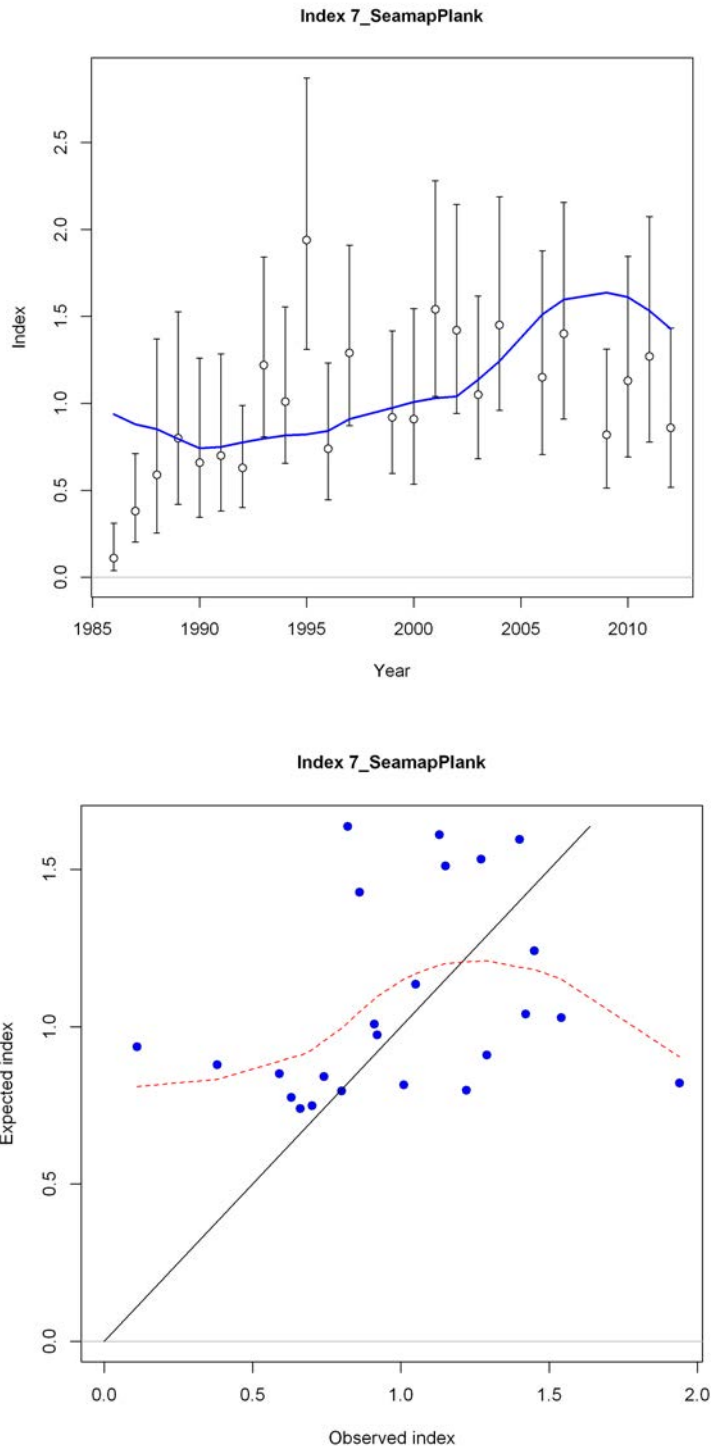 Index 7_SeamapPlank
2.5
2.0
1.5
1.0
0.5
0.0
Index
1985 1990 1995 2000 2005 2010
Year
Index 7_SeamapPlank
1.5
1.0
0.5
0.0
Expected index
0.0 0.5 1.0 1.5 2.0
Observed index